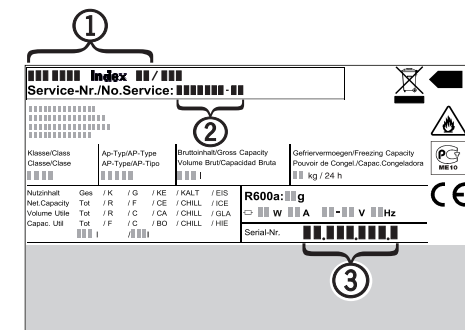 1
Index /
Service-Nr./No.Service: -
2
Klasse/Class
Classe/Clase
Ap-Typ/AP-Type
AP-Type/AP-Tipo
Bruttoinhalt/Gross Capacity
Volume Brut/Capacidad Bruta
l
Gefriervermoegen/Freezing Capacity
Pouvoir de Congel./Capac.Congeladora
kg / 24 h
Nutzinhalt Ges / K / G / KE / KALT / EIS
Net.Capacity Tot / R / F / CE / CHILL / ICE
Volume Utile Tot / R / C / CA / CHILL / GLA
Capac. Util Tot / F / C / BO / CHILL / HIE
l / l
R600a: g
W A - V Hz
Serial-Nr. . . .
3
PG
ME10
CE